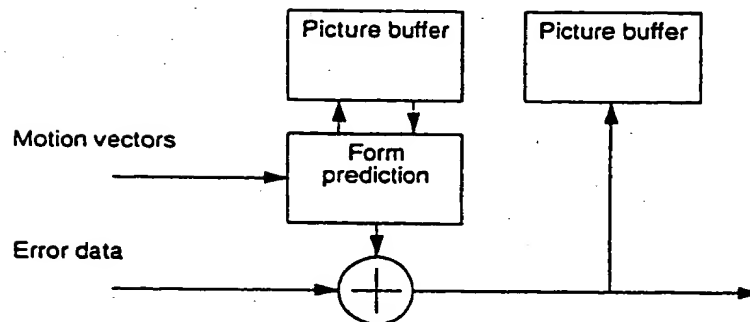 Picture buffer
Picture buffer
Motion vectors
Form
prediction
Error data